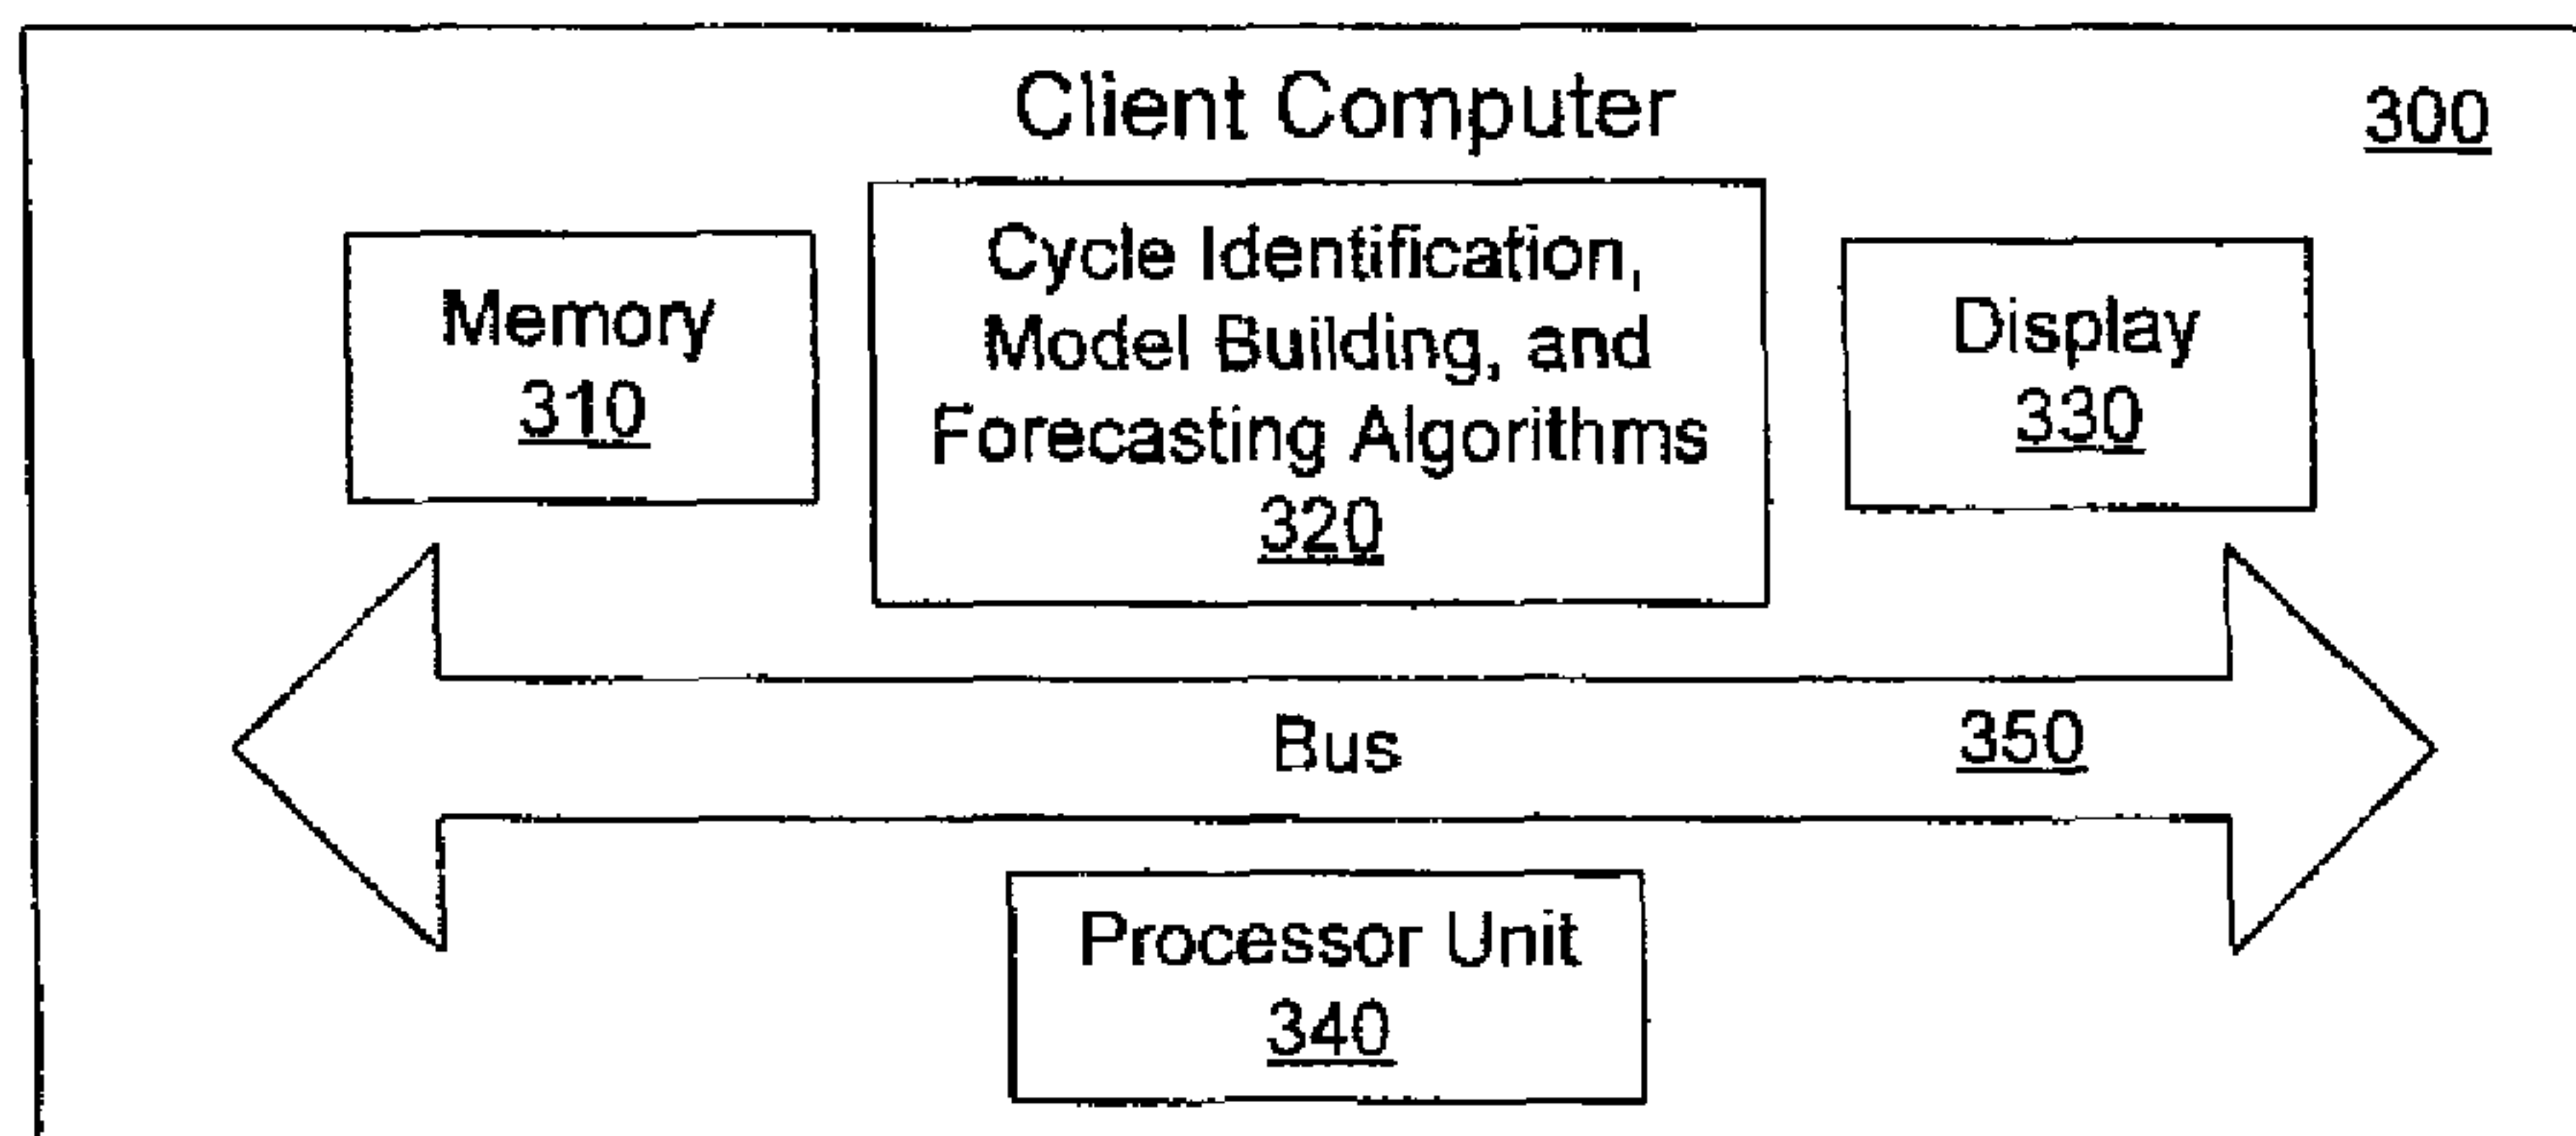 Client Computer
300
Memory
310
Cycle Identification,
Model Building, and
Forecasting Algorithms
320
Display
330
Bus
350
Processor Unit
340